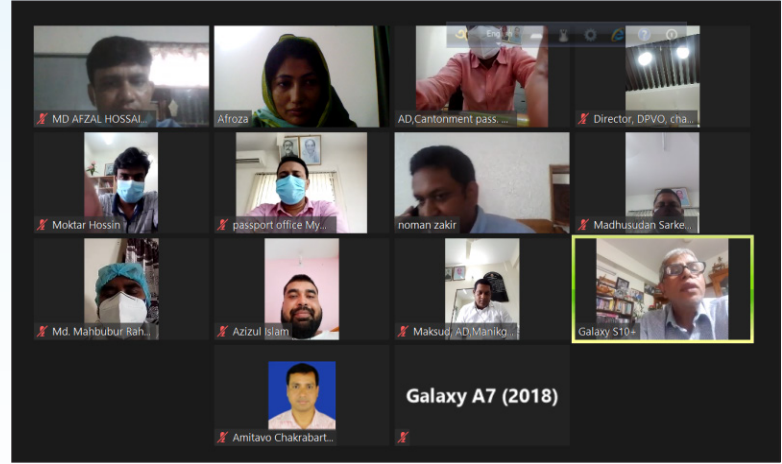 English
MD AFZAL HOSSAI...
Afroza
AD,Cantonment pass. ...
Director, DPVO, cha...
Moktar Hossin
passport office My...
noman zakir
Madhusudan Sarke...
Md. Mahbubur Rah...
Azizul Islam
Maksud, AD,Manikg...
Galaxy S10+
Amitavo Chakrabart...
Galaxy A7 (2018)